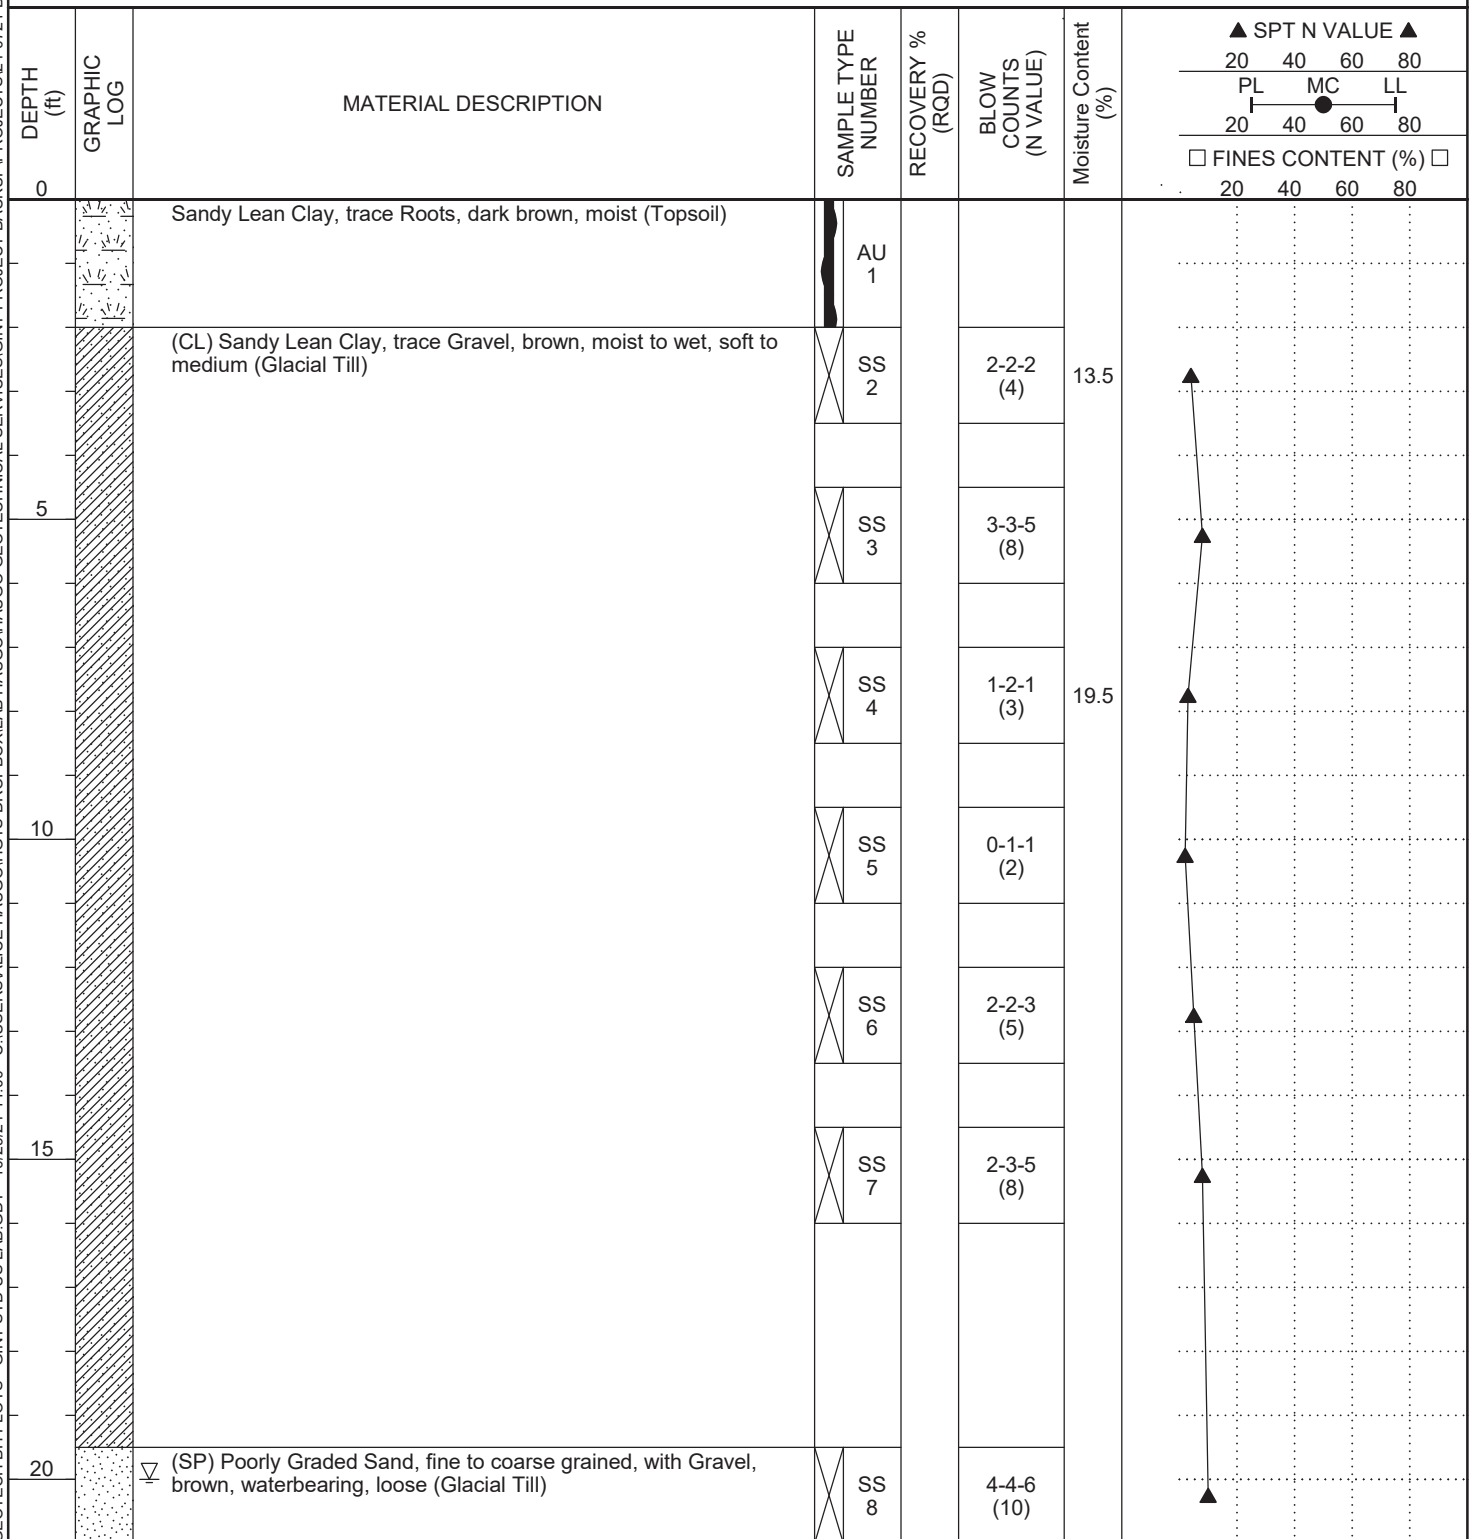 DEPTH
(ft)
GRAPHIC
LOG
MATERIAL DESCRIPTION
SAMPLE TYPE
NUMBER
RECOVERY %
(RQD)
BLOW
COUNTS
(N VALUE)
Moisture Content
(%)
▲ SPT N VALUE ▲
20 40 60 80
PL MC LL
20 40 60 80
□ FINES CONTENT (%) □
20 40 60 80
0
Sandy Lean Clay, trace Roots, dark brown, moist (Topsoil)
AU
1
(CL) Sandy Lean Clay, trace Gravel, brown, moist to wet, soft to
medium (Glacial Till)
SS
2
2-2-2
(4)
13.5
5
SS
3
3-3-5
(8)
SS
4
1-2-1
(3)
19.5
10
SS
5
0-1-1
(2)
SS
6
2-2-3
(5)
15
SS
7
2-3-5
(8)
20
(SP) Poorly Graded Sand, fine to coarse grained, with Gravel,
brown, waterbearing, loose (Glacial Till)
SS
8
4-4-6
(10)